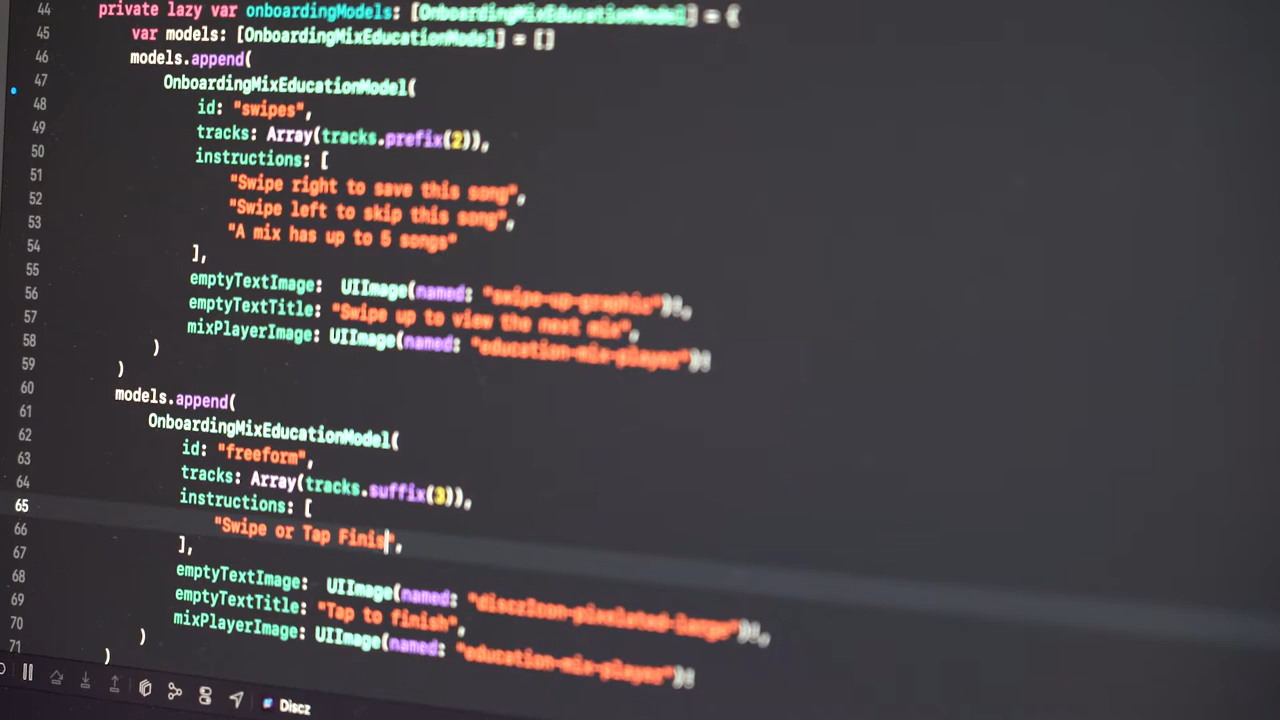 44 private lazy var onboardingModels: [OnboardingMixEducationModel] = {
45 var models: [OnboardingMixEducationModel] = []
46 models.append(
47 OnboardingMixEducationModel(
48 id: "swipes",
49 tracks: Array(tracks.prefix(2)),
50 instructions: [
51 "Swipe right to save this song",
52 "Swipe left to skip this song",
53 "A mix has up to 5 songs"
54 ],
55 emptyTextImage: UIImage(named: "swipe-up-graphic")!,
56 emptyTextTitle: "Swipe up to view the next mix",
57 mixPlayerImage: UIImage(named: "education-mix-player")!
58 )
59 )
60 models.append(
61 OnboardingMixEducationModel(
62 id: "freeform",
63 tracks: Array(tracks.suffix(3)),
64 instructions: [
65 "Swipe or Tap Finis",
66 ],
67 emptyTextImage: UIImage(named: "disczIcon-pixelated-large")!,
68 emptyTextTitle: "Tap to finish",
69 mixPlayerImage: UIImage(named: "education-mix-player")!
70 )
71 )
Discz